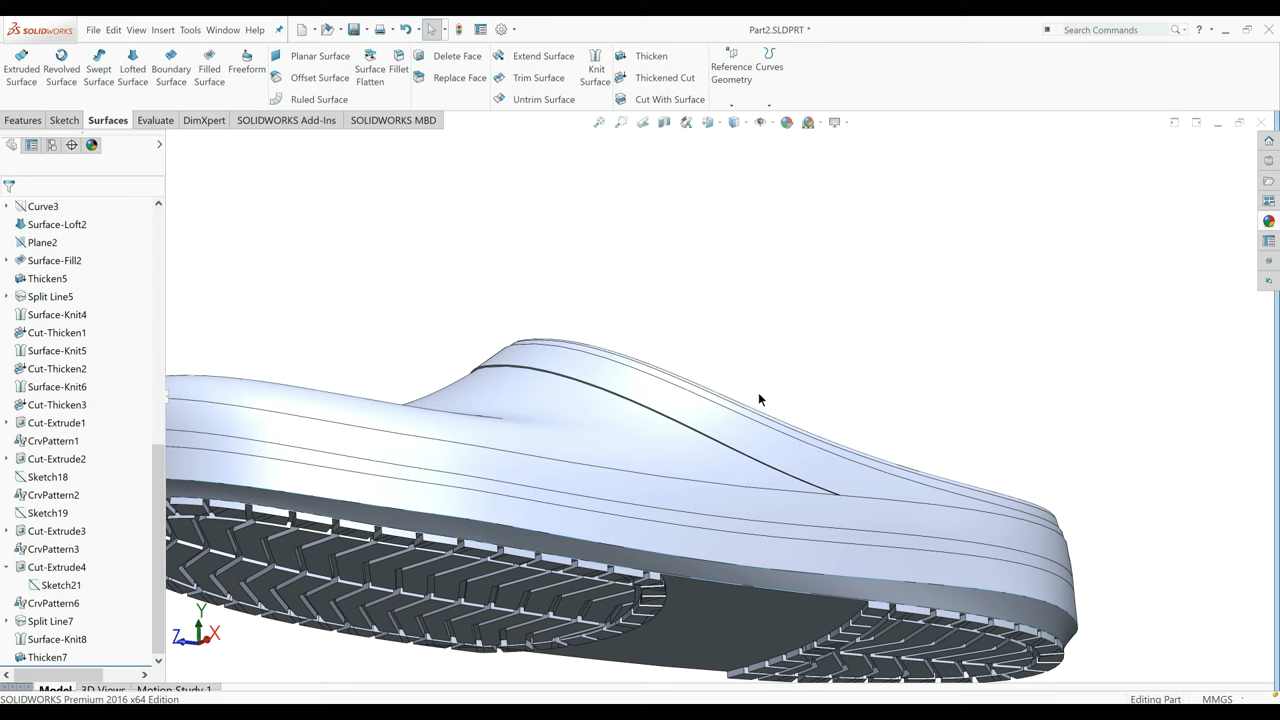 SOLIDWORKS File Edit View Insert Tools Window Help Part2.SLDPRT * Search Commands
Extruded Surface
Revolved Surface
Swept Surface
Lofted Surface
Boundary Surface
Filled Surface
Freeform
Planar Surface
Offset Surface
Ruled Surface
Surface Flatten
Fillet
Delete Face
Replace Face
Extend Surface
Trim Surface
Untrim Surface
Knit Surface
Thicken
Thickened Cut
Cut With Surface
Reference Geometry
Curves
Features Sketch Surfaces Evaluate DimXpert SOLIDWORKS Add-Ins SOLIDWORKS MBD
Curve3
Surface-Loft2
Plane2
Surface-Fill2
Thicken5
Split Line5
Surface-Knit4
Cut-Thicken1
Surface-Knit5
Cut-Thicken2
Surface-Knit6
Cut-Thicken3
Cut-Extrude1
CrvPattern1
Cut-Extrude2
Sketch18
CrvPattern2
Sketch19
Cut-Extrude3
CrvPattern3
Cut-Extrude4
Sketch21
CrvPattern6
Split Line7
Surface-Knit8
Thicken7
Y
Z X
Model 3D Views Motion Study 1
SOLIDWORKS Premium 2016 x64 Edition Editing Part MMGS